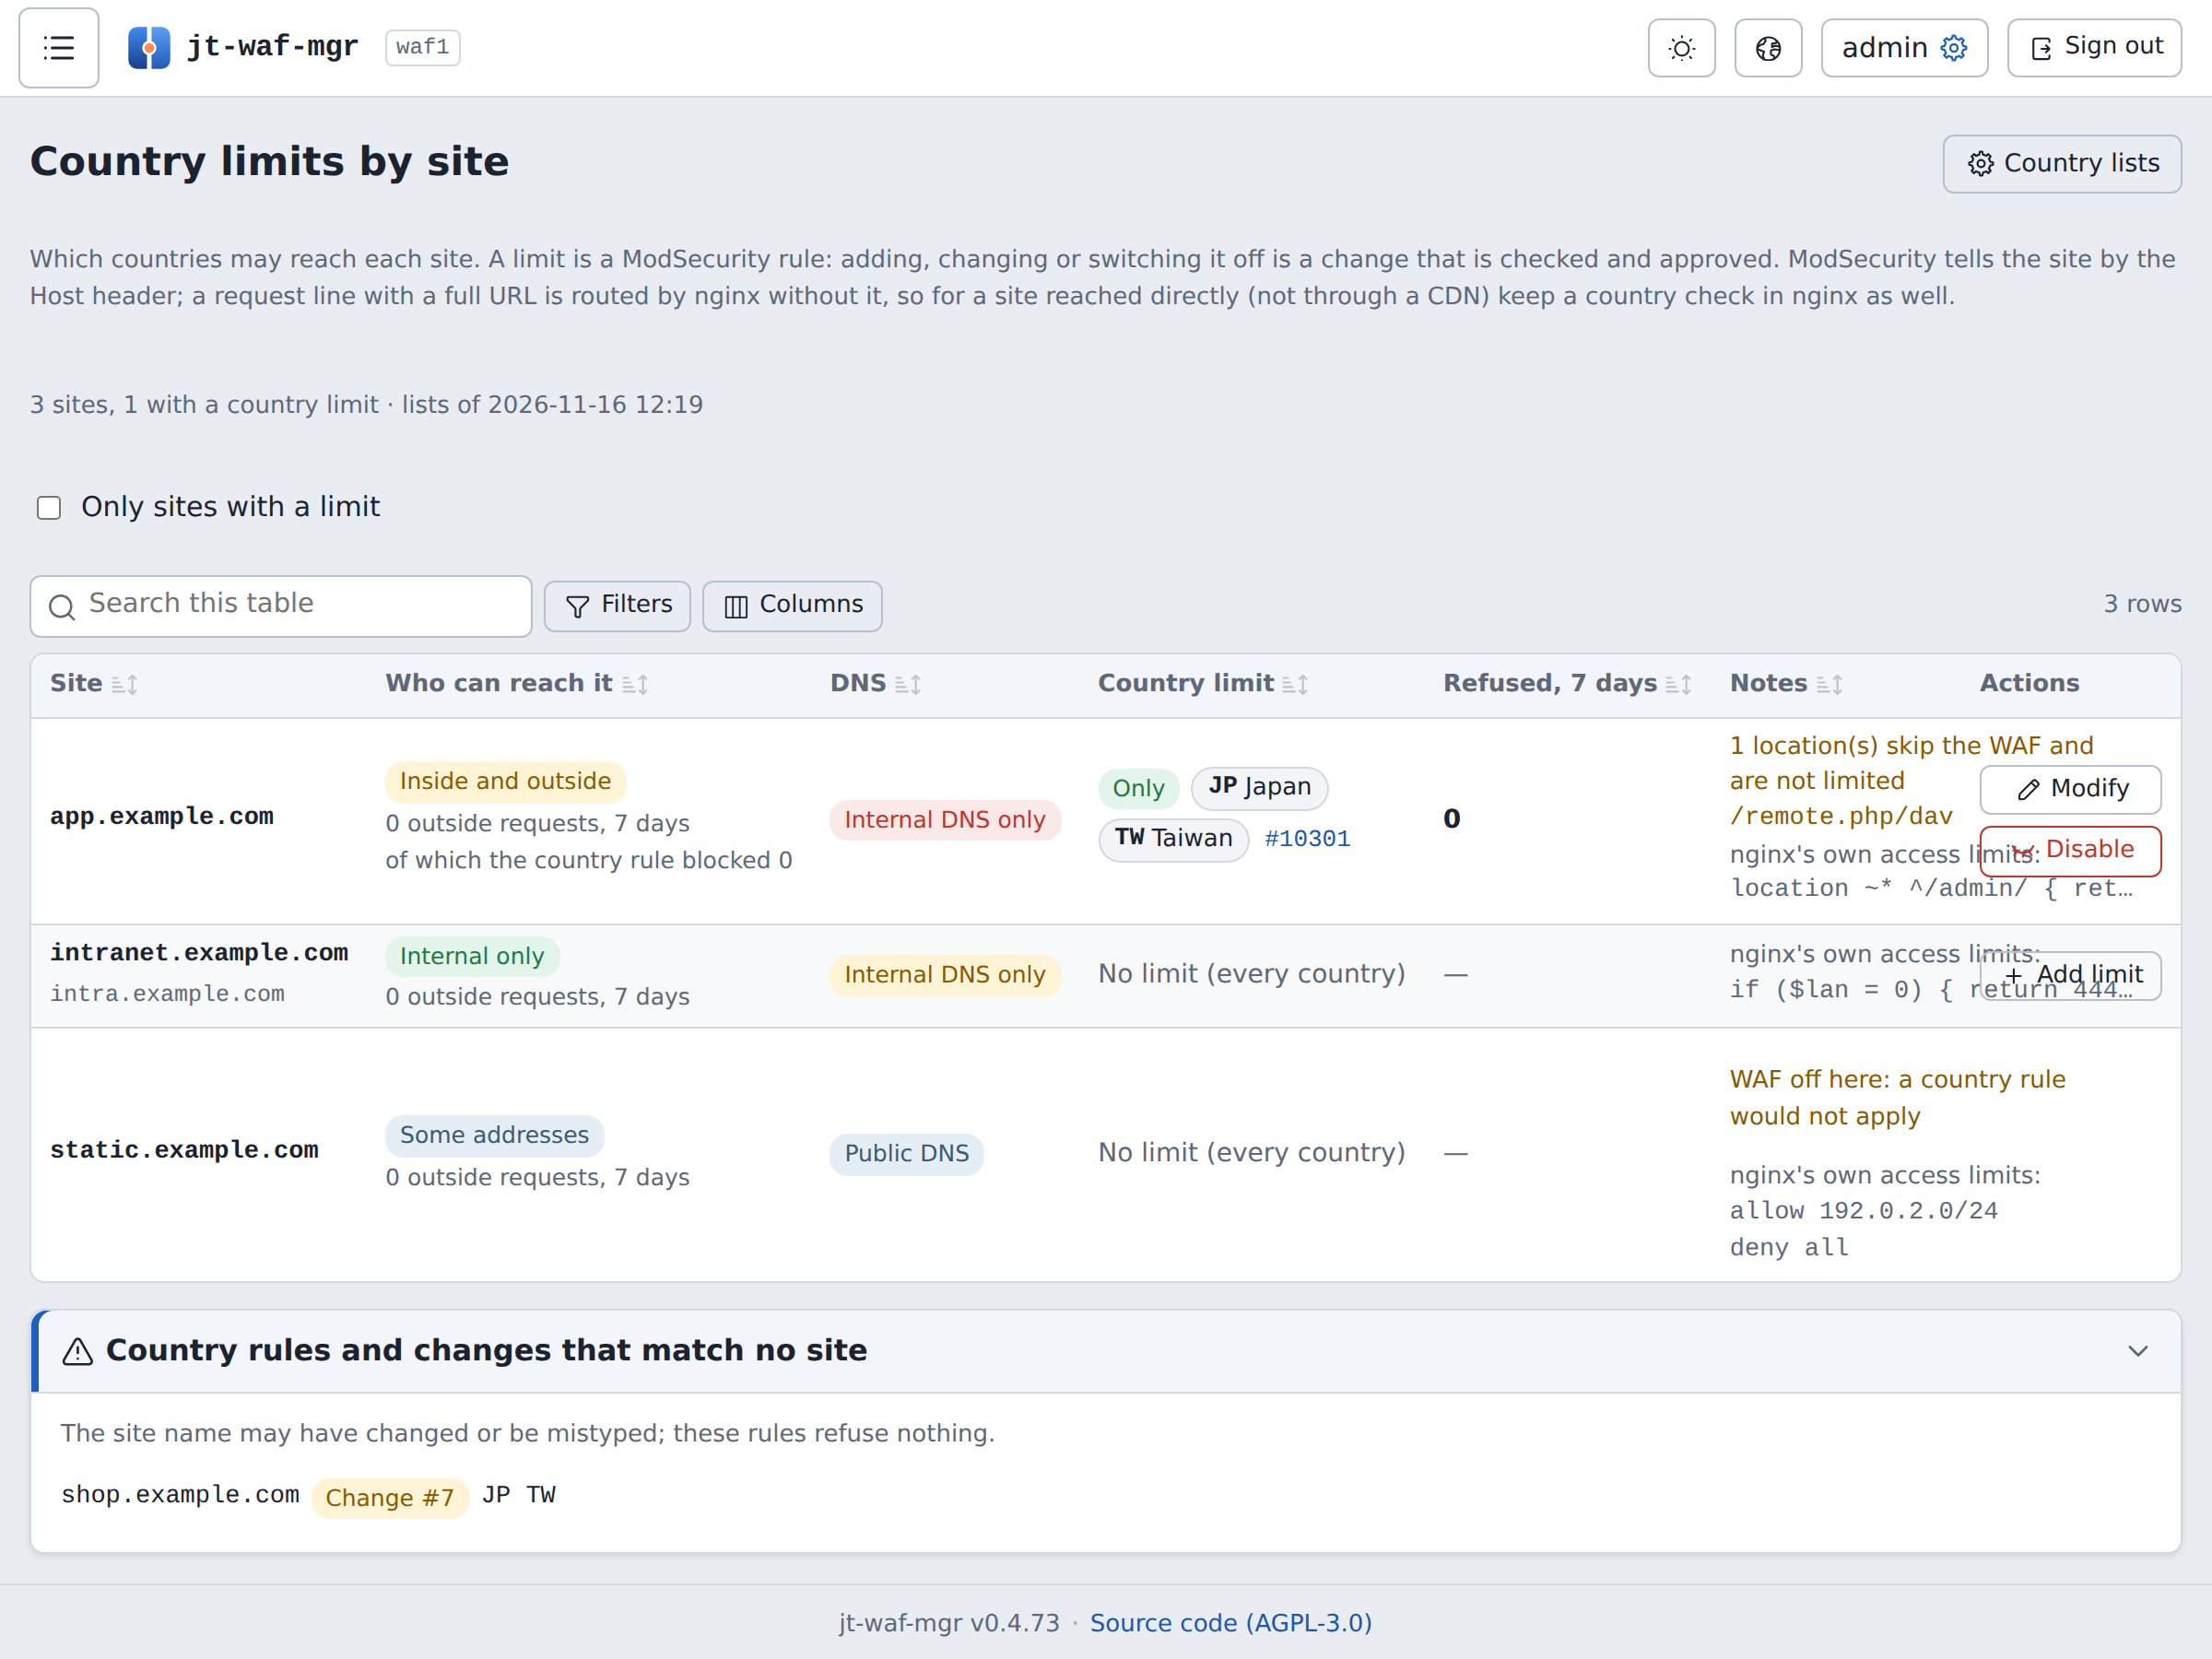 jt-waf-mgr waf1 admin Sign out
Country limits by site
Country lists
Which countries may reach each site. A limit is a ModSecurity rule: adding, changing or switching it off is a change that is checked and approved. ModSecurity tells the site by the
Host header; a request line with a full URL is routed by nginx without it, so for a site reached directly (not through a CDN) keep a country check in nginx as well.
3 sites, 1 with a country limit · lists of 2026-11-16 12:19
Only sites with a limit
Search this table Filters Columns 3 rows
Site Who can reach it DNS Country limit Refused, 7 days Notes Actions
app.example.com
Inside and outside
0 outside requests, 7 days
of which the country rule blocked 0
Internal DNS only
Only JP Japan
TW Taiwan #10301
0
1 location(s) skip the WAF and
are not limited
/remote.php/dav
nginx's own access limits:
location ~* ^/admin/ { ret…
Modify
Disable
intranet.example.com
intra.example.com
Internal only
0 outside requests, 7 days
Internal DNS only
No limit (every country)
—
nginx's own access limits:
if ($lan = 0) { return 444…
Add limit
static.example.com
Some addresses
0 outside requests, 7 days
Public DNS
No limit (every country)
—
WAF off here: a country rule
would not apply
nginx's own access limits:
allow 192.0.2.0/24
deny all
Country rules and changes that match no site
The site name may have changed or be mistyped; these rules refuse nothing.
shop.example.com Change #7 JP TW
jt-waf-mgr v0.4.73 · Source code (AGPL-3.0)